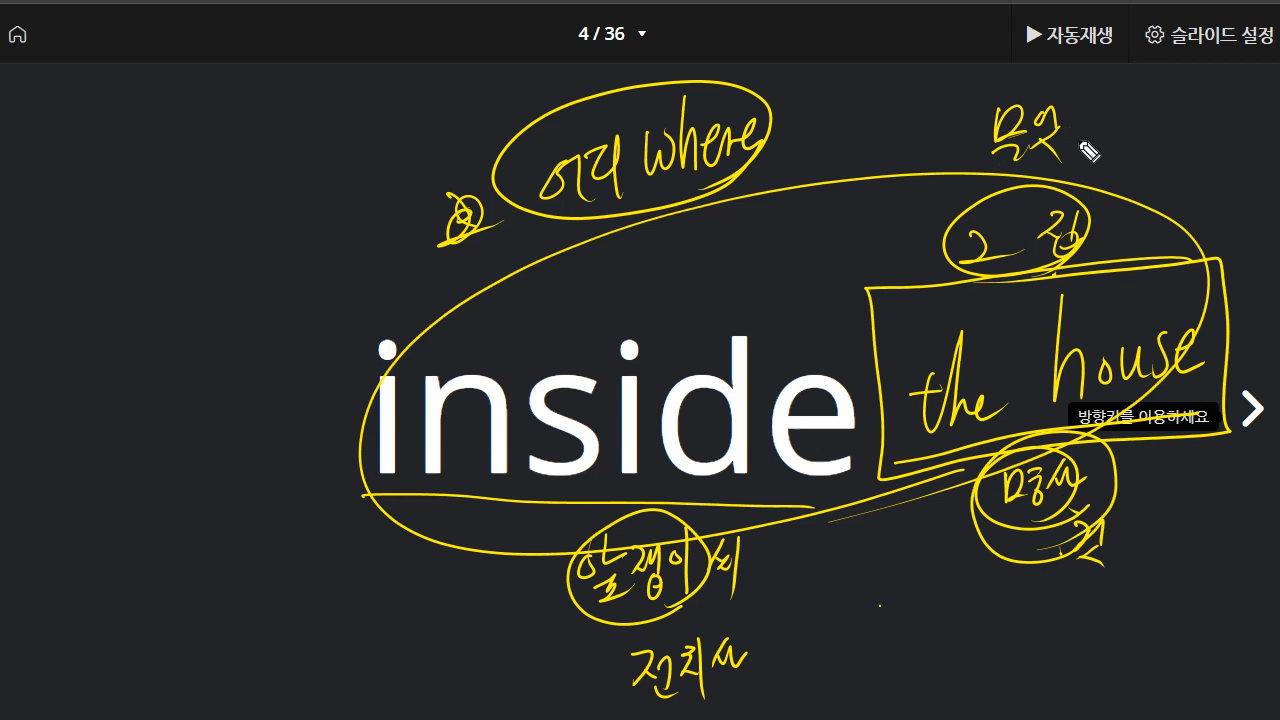 4 / 36
자동재생
슬라이드 설정
어디 where
무엇
그 집
inside
the house
방향키를 이용하세요
명사
앞쟁이 씨
전치사